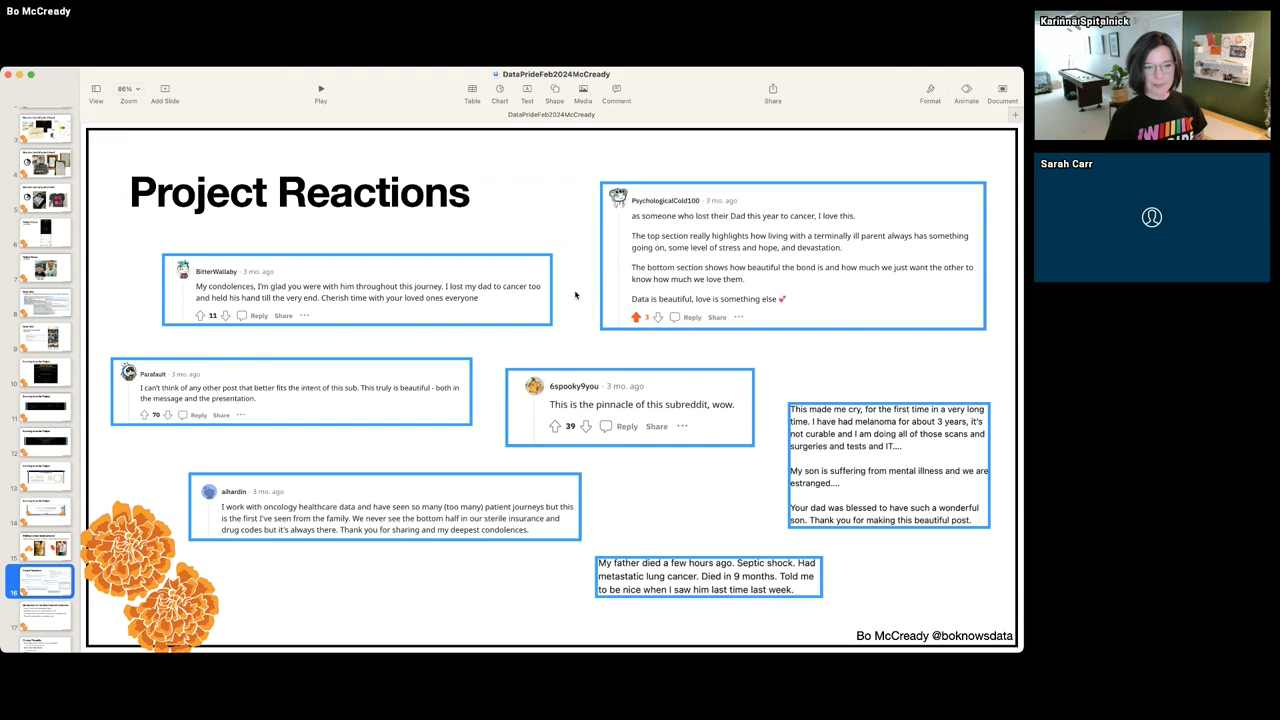 Bo McCready
Karinna Spitalnick
Sarah Carr
DataPrideFeb2024McCready
86%
View
Zoom
Add Slide
Play
Table
Chart
Text
Shape
Media
Comment
Share
Format
Animate
Document
DataPrideFeb2024McCready
3
4
5
6
7
8
9
10
11
12
13
14
15
16
17
Project Reactions
PsychologicalCold100 · 3 mo. ago
as someone who lost their Dad this year to cancer, I love this.
The top section really highlights how living with a terminally ill parent always has something
going on, some level of stress and hope, and devastation.
The bottom section shows how beautiful the bond is and how much we just want the other to
know how much we love them.
Data is beautiful, love is something else 💕
3 Reply Share ···
BitterWallaby · 3 mo. ago
My condolences, I'm glad you were with him throughout this journey. I lost my dad to cancer too
and held his hand till the very end. Cherish time with your loved ones everyone
11 Reply Share ···
Parafault · 3 mo. ago
I can't think of any other post that better fits the intent of this sub. This truly is beautiful - both in
the message and the presentation.
70 Reply Share ···
6spooky9you · 3 mo. ago
This is the pinnacle of this subreddit, wow.
39 Reply Share ···
This made me cry, for the first time in a very long
time. I have had melanoma for about 3 years, it's
not curable and I am doing all of those scans and
surgeries and tests and IT....
My son is suffering from mental illness and we are
estranged....
Your dad was blessed to have such a wonderful
son. Thank you for making this beautiful post.
aihardin · 3 mo. ago
I work with oncology healthcare data and have seen so many (too many) patient journeys but this
is the first I've seen from the family. We never see the bottom half in our sterile insurance and
drug codes but it's always there. Thank you for sharing and my deepest condolences.
My father died a few hours ago. Septic shock. Had
metastatic lung cancer. Died in 9 months. Told me
to be nice when I saw him last time last week.
Bo McCready @boknowsdata